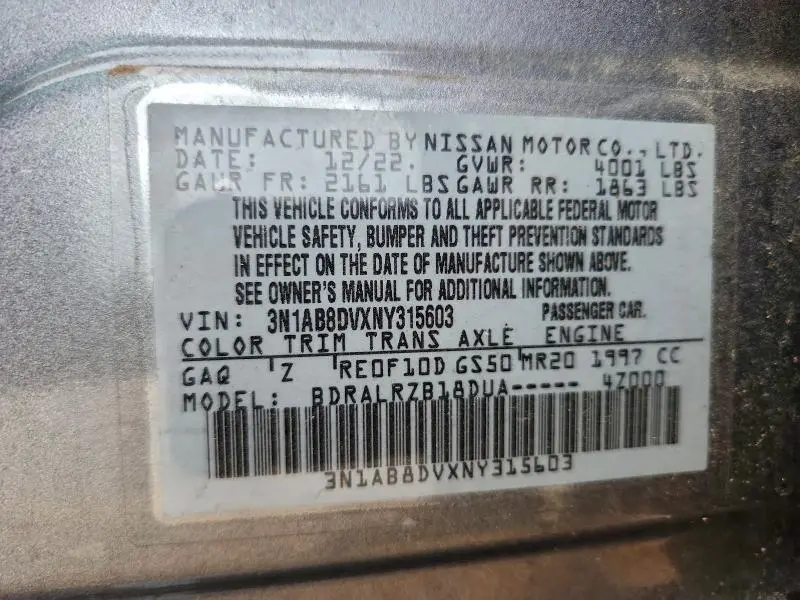 MANUFACTURED BY NISSAN MOTOR CO., LTD.
DATE: 12/22. GVWR: 4001 LBS
GAWR FR: 2161 LBS GAWR RR: 1863 LBS
THIS VEHICLE CONFORMS TO ALL APPLICABLE FEDERAL MOTOR
VEHICLE SAFETY, BUMPER AND THEFT PREVENTION STANDARDS
IN EFFECT ON THE DATE OF MANUFACTURE SHOWN ABOVE.
SEE OWNER'S MANUAL FOR ADDITIONAL INFORMATION.
VIN: 3N1AB8DVXNY315603 PASSENGER CAR.
COLOR TRIM TRANS AXLE ENGINE
GAQ Z RE0F10D GS50 MR20 1997 CC
MODEL: BDRALRZB18DUA----- 4Z000
3N1AB8DVXNY315603